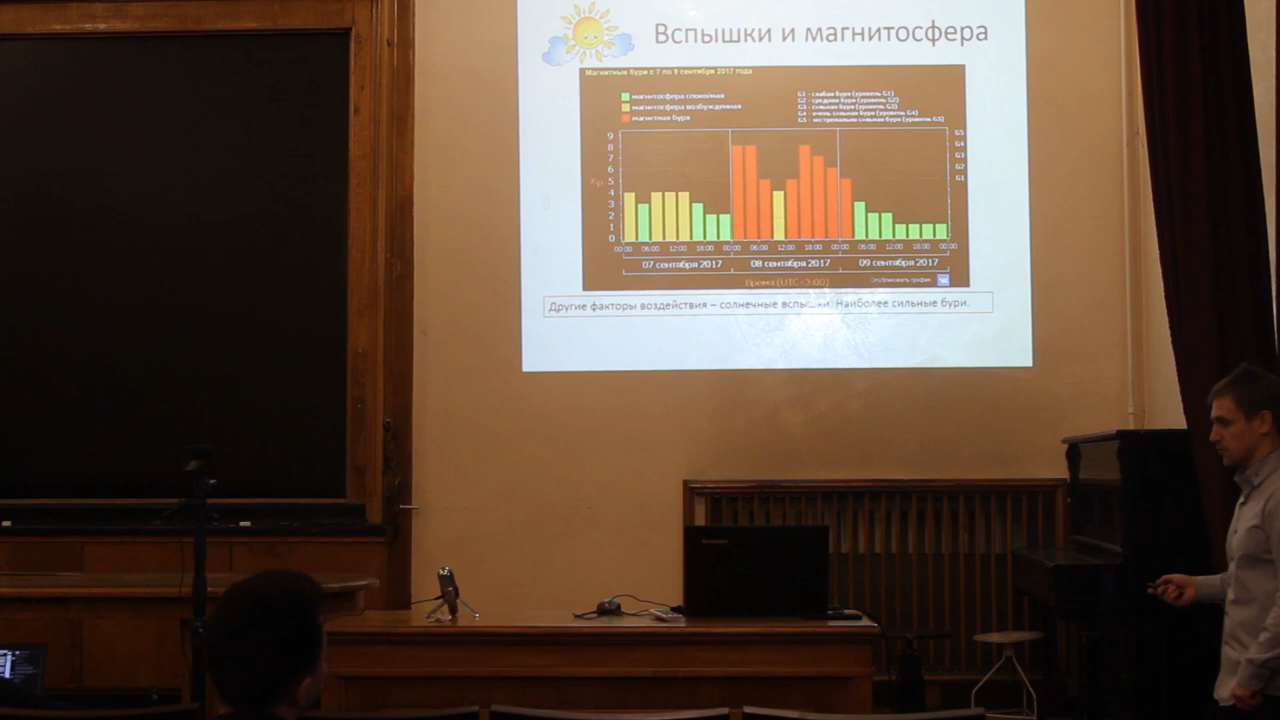 Вспышки и магнитосфера
Магнитные бури с 7 по 9 сентября 2017 года
магнитосфера спокойная
магнитосфера возбужденная
магнитная буря
G1 - слабая буря (уровень G1)
G2 - средняя буря (уровень G2)
G3 - сильная буря (уровень G3)
G4 - очень сильная буря (уровень G4)
G5 - экстремально сильная буря (уровень G5)
Kp
9
8
7
6
5
4
3
2
1
0
G5
G4
G3
G2
G1
00:00 06:00 12:00 18:00 00:00 06:00 12:00 18:00 00:00 06:00 12:00 18:00 00:00
07 сентября 2017 08 сентября 2017 09 сентября 2017
Время
Опубликовать график:
Другие факторы воздействия – солнечные вспышки. Наиболее сильные бури.